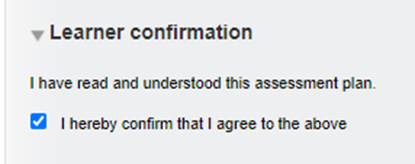 Learner confirmation
I have read and understood this assessment plan.
I hereby confirm that I agree to the above